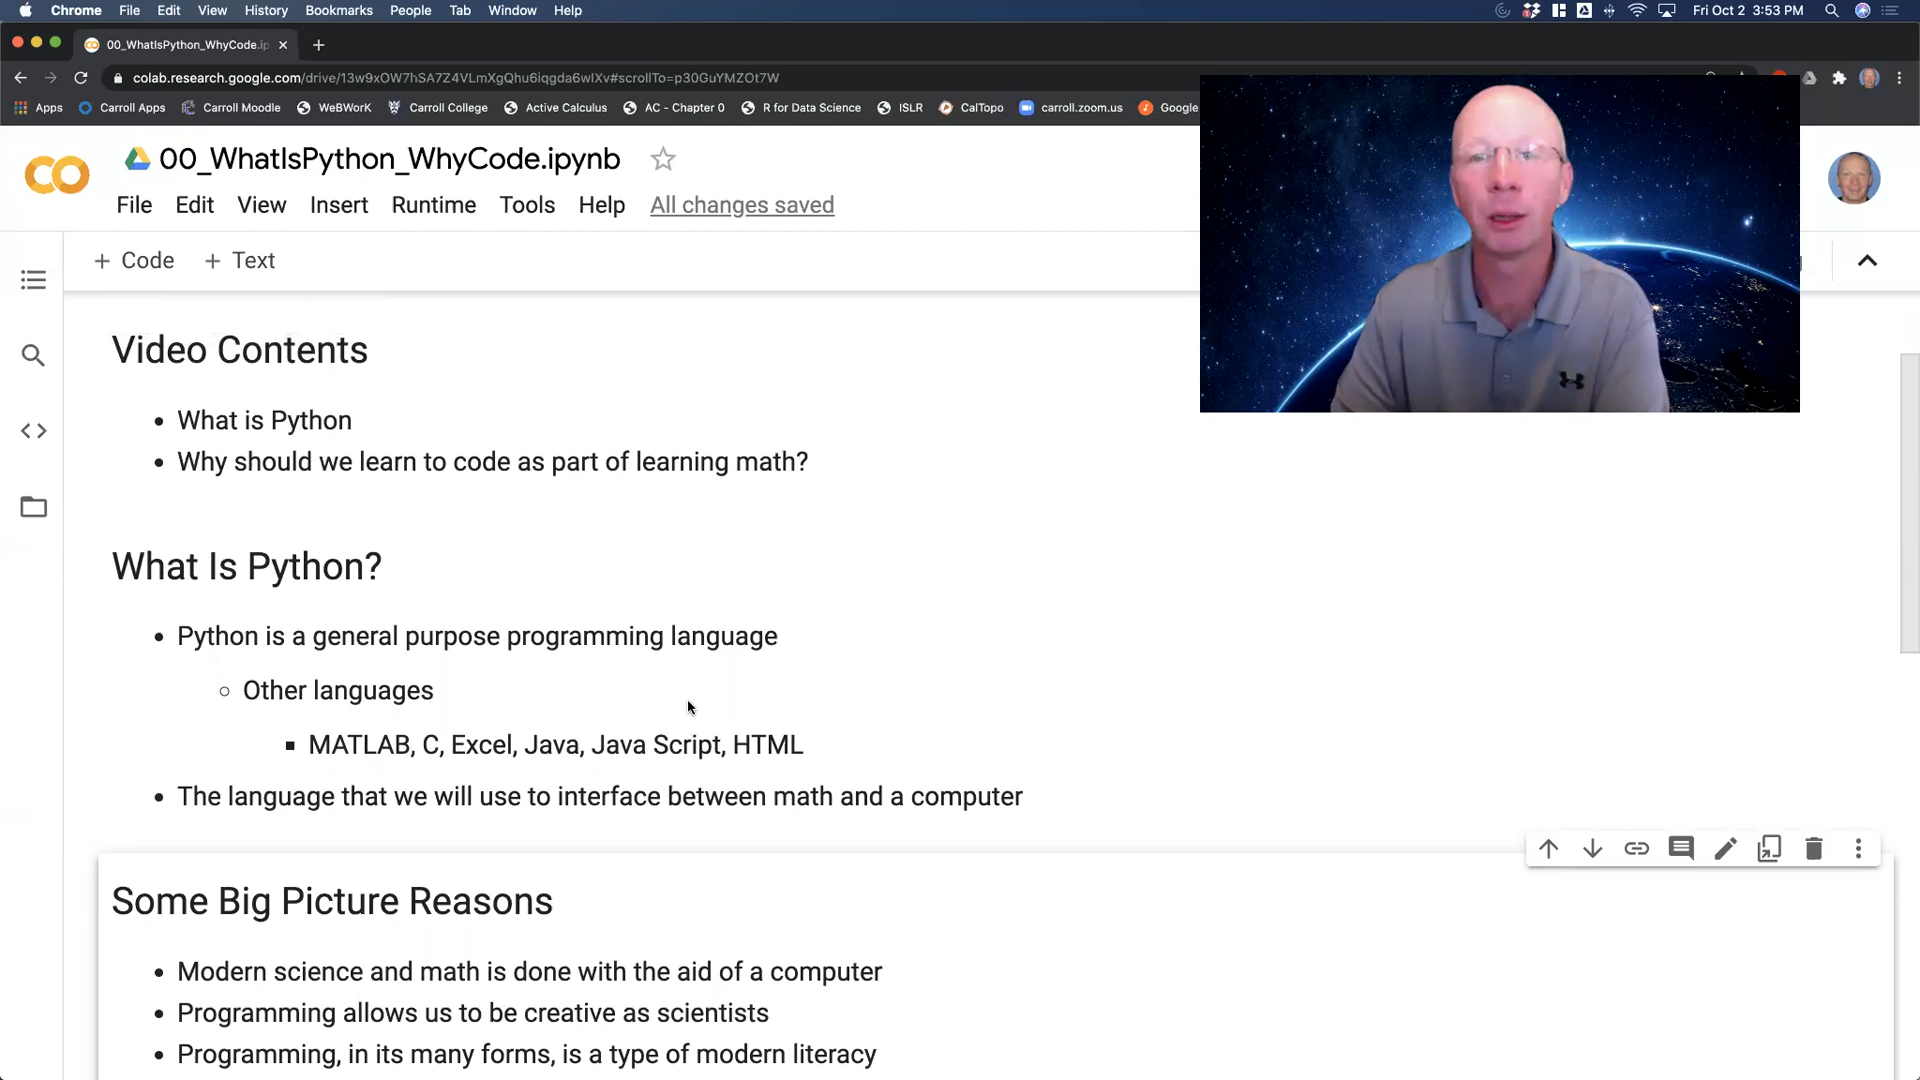 Chrome File Edit View History Bookmarks People Tab Window Help Fri Oct 2 3:53 PM
00_WhatIsPython_WhyCode.ip
colab.research.google.com/drive/13w9xOW7hSA7Z4VLmXgQhu6iqgda6wIXv#scrollTo=p30GuYMZOt7W
Apps Carroll Apps Carroll Moodle WeBWorK Carroll College Active Calculus AC - Chapter 0 R for Data Science ISLR CalTopo carroll.zoom.us Google
00_WhatIsPython_WhyCode.ipynb
File Edit View Insert Runtime Tools Help All changes saved
+ Code + Text
Video Contents
• What is Python
• Why should we learn to code as part of learning math?
What Is Python?
• Python is a general purpose programming language
○ Other languages
▪ MATLAB, C, Excel, Java, Java Script, HTML
• The language that we will use to interface between math and a computer
Some Big Picture Reasons
• Modern science and math is done with the aid of a computer
• Programming allows us to be creative as scientists
• Programming, in its many forms, is a type of modern literacy